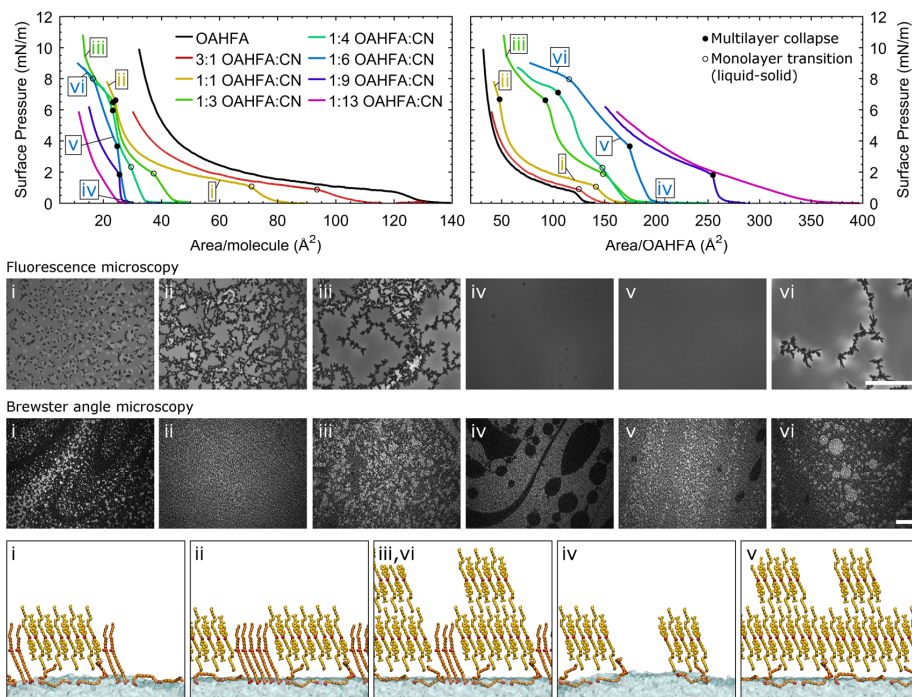 12
10
8
6
4
2
0
Surface Pressure (mN/m)
20 40 60 80 100 120 140
Area/molecule (Å²)
OAHFA
3:1 OAHFA:CN
1:1 OAHFA:CN
1:3 OAHFA:CN
1:4 OAHFA:CN
1:6 OAHFA:CN
1:9 OAHFA:CN
1:13 OAHFA:CN
iii
vi
ii
v
iv
i
Multilayer collapse
Monolayer transition
(liquid-solid)
iii
ii
vi
i
v
iv
50 100 150 200 250 300 350 400
Area/OAHFA (Å²)
12
10
8
6
4
2
0
Surface Pressure (mN/m)
Fluorescence microscopy
i ii iii iv v vi
Brewster angle microscopy
i ii iii iv v vi
i ii iii,vi iv v